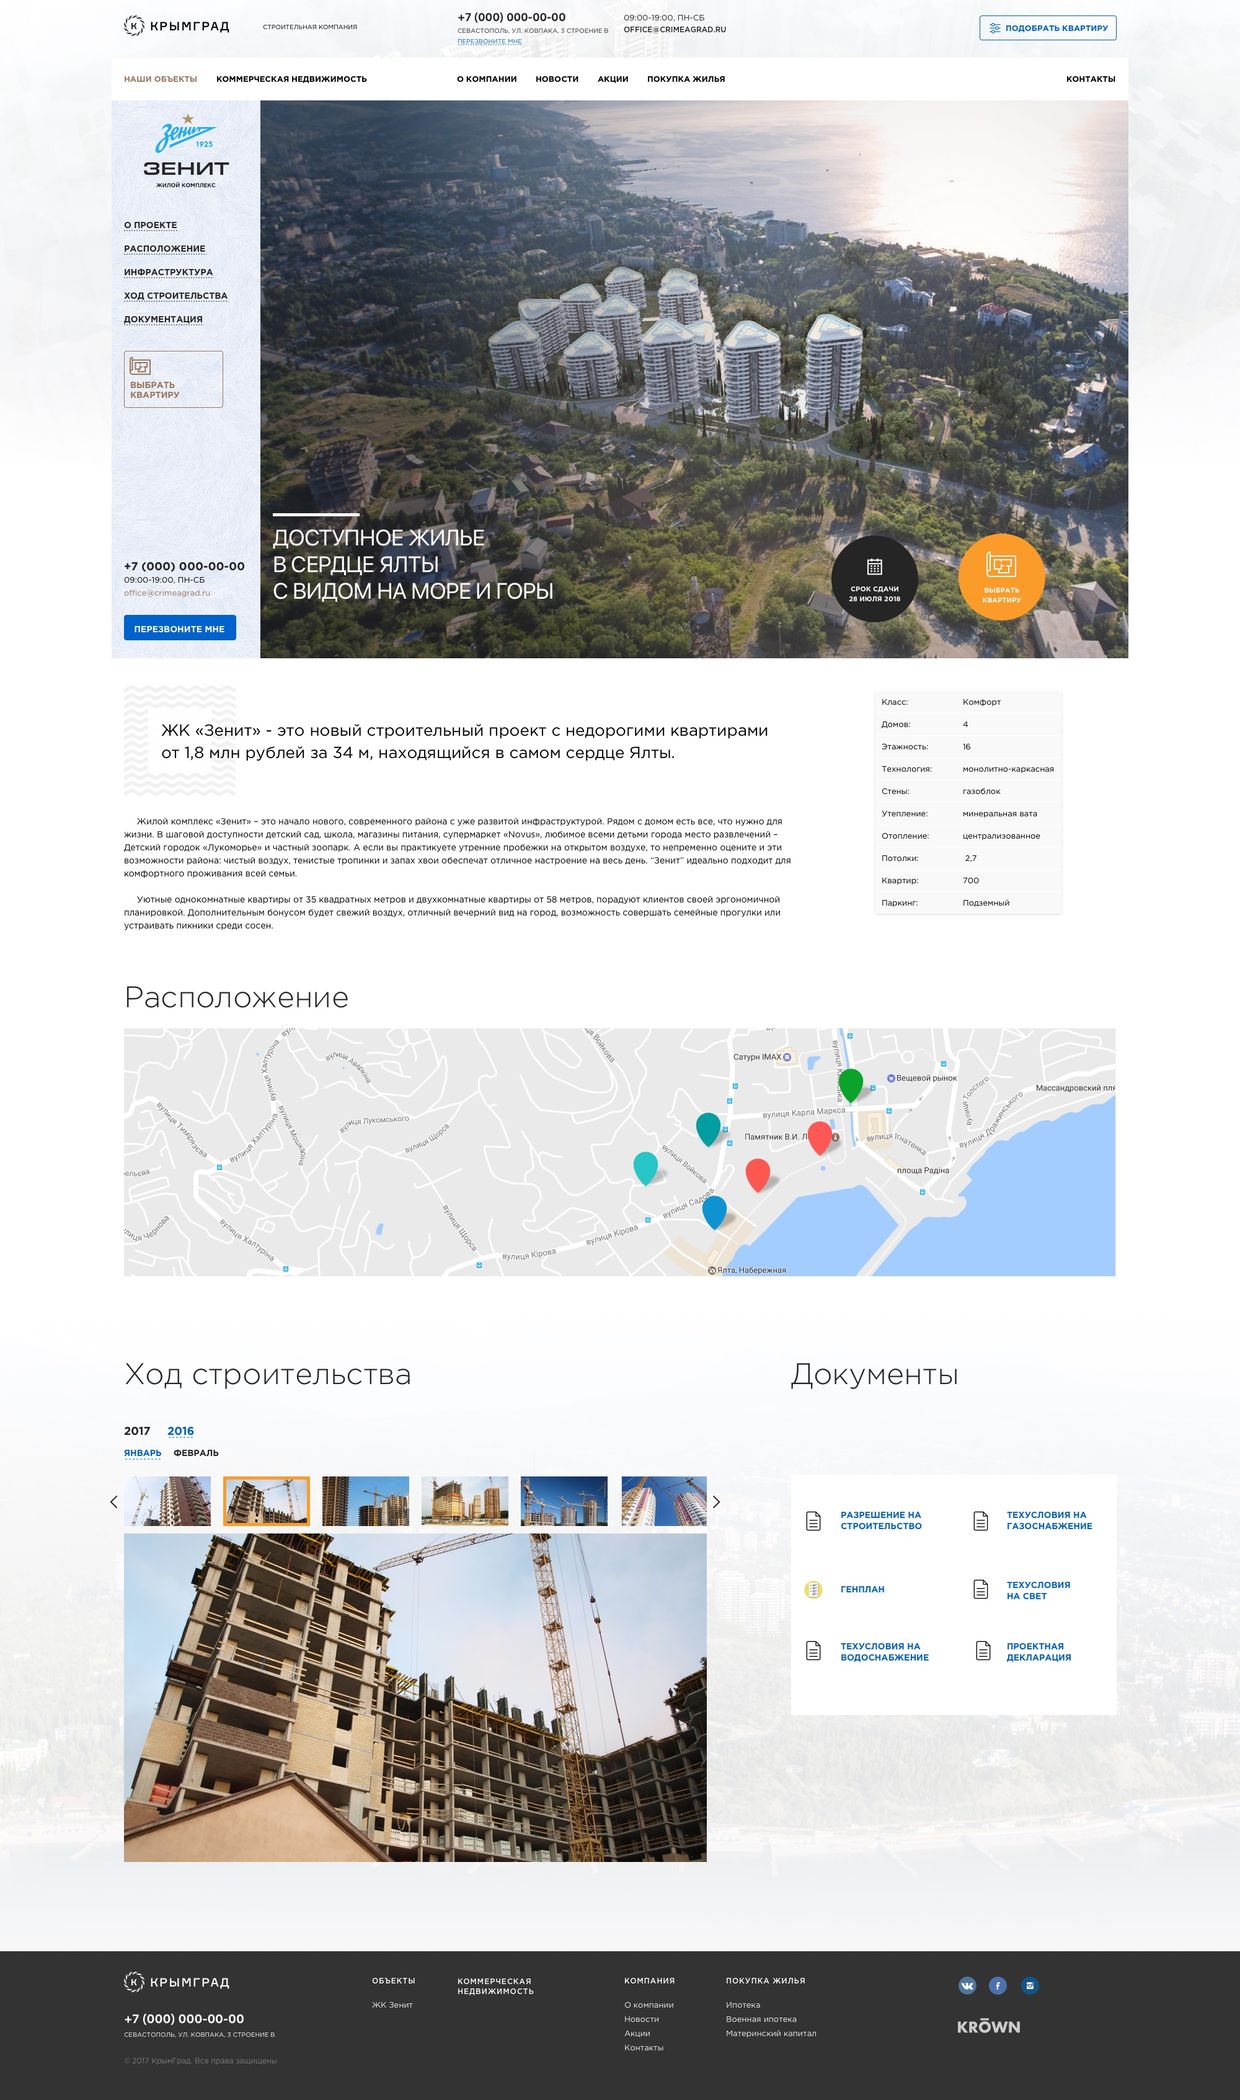 КРЫМГРАД
СТРОИТЕЛЬНАЯ КОМПАНИЯ
+7 (000) 000-00-00
СЕВАСТОПОЛЬ, УЛ. КОВПАКА, 3 СТРОЕНИЕ В
ПЕРЕЗВОНИТЕ МНЕ
09:00-19:00, ПН-СБ
OFFICE@CRIMEAGRAD.RU
ПОДОБРАТЬ КВАРТИРУ
НАШИ ОБЪЕКТЫ
КОММЕРЧЕСКАЯ НЕДВИЖИМОСТЬ
О КОМПАНИИ
НОВОСТИ
АКЦИИ
ПОКУПКА ЖИЛЬЯ
КОНТАКТЫ
Зенит
1925
ЗЕНИТ
ЖИЛОЙ КОМПЛЕКС
О ПРОЕКТЕ
РАСПОЛОЖЕНИЕ
ИНФРАСТРУКТУРА
ХОД СТРОИТЕЛЬСТВА
ДОКУМЕНТАЦИЯ
ВЫБРАТЬ
КВАРТИРУ
+7 (000) 000-00-00
09:00-19:00, ПН-СБ
office@crimeagrad.ru
ПЕРЕЗВОНИТЕ МНЕ
ДОСТУПНОЕ ЖИЛЬЕ
В СЕРДЦЕ ЯЛТЫ
С ВИДОМ НА МОРЕ И ГОРЫ
СРОК СДАЧИ
28 ИЮЛЯ 2018
ВЫБРАТЬ
КВАРТИРУ
ЖК «Зенит» - это новый строительный проект с недорогими квартирами
от 1,8 млн рублей за 34 м, находящийся в самом сердце Ялты.
Жилой комплекс «Зенит» – это начало нового, современного района с уже развитой инфраструктурой. Рядом с домом есть все, что нужно для
жизни. В шаговой доступности детский сад, школа, магазины питания, супермаркет «Novus», любимое всеми детьми города место развлечений –
Детский городок «Лукоморье» и частный зоопарк. А если вы практикуете утренние пробежки на открытом воздухе, то непременно оцените и эти
возможности района: чистый воздух, тенистые тропинки и запах хвои обеспечат отличное настроение на весь день. “Зенит” идеально подходит для
комфортного проживания всей семьи.
Уютные однокомнатные квартиры от 35 квадратных метров и двухкомнатные квартиры от 58 метров, порадуют клиентов своей эргономичной
планировкой. Дополнительным бонусом будет свежий воздух, отличный вечерний вид на город, возможность совершать семейные прогулки или
устраивать пикники среди сосен.
Класс: Комфорт
Домов: 4
Этажность: 16
Технология: монолитно-каркасная
Стены: газоблок
Утепление: минеральная вата
Отопление: централизованное
Потолки: 2,7
Квартир: 700
Паркинг: Подземный
Расположение
вулиця Халтуріна
вулиця Аваркіна
вулиця Войкова
Сатурн IMAX
Вещевой рынок
вулиця Толстого
Массандровский пля
вулиця Тимірязєва
вулиця Халтуріна
вулиця Мошкаріна
Лукомського
вулиця Щорса
вулиця Карла Маркса
Памятник В.И. Л
вулиця Ігнатенка
вулиця Дражинського
площа Радіна
вулиця Войкова
вулиця Садова
вулиця Чернова
вулиця Халтуріна
вулиця Щорса
вулиця Кірова
вулиця Кірова
Ялта, Набережная
Ход строительства
2017 2016
ЯНВАРЬ ФЕВРАЛЬ
Документы
РАЗРЕШЕНИЕ НА
СТРОИТЕЛЬСТВО
ТЕХУСЛОВИЯ НА
ГАЗОСНАБЖЕНИЕ
ГЕНПЛАН
ТЕХУСЛОВИЯ
НА СВЕТ
ТЕХУСЛОВИЯ НА
ВОДОСНАБЖЕНИЕ
ПРОЕКТНАЯ
ДЕКЛАРАЦИЯ
КРЫМГРАД
+7 (000) 000-00-00
СЕВАСТОПОЛЬ, УЛ. КОВПАКА, 3 СТРОЕНИЕ В
© 2017 КрымГрад. Все права защищены
ОБЪЕКТЫ
ЖК Зенит
КОММЕРЧЕСКАЯ
НЕДВИЖИМОСТЬ
КОМПАНИЯ
О компании
Новости
Акции
Контакты
ПОКУПКА ЖИЛЬЯ
Ипотека
Военная ипотека
Материнский капитал
KRŌWN